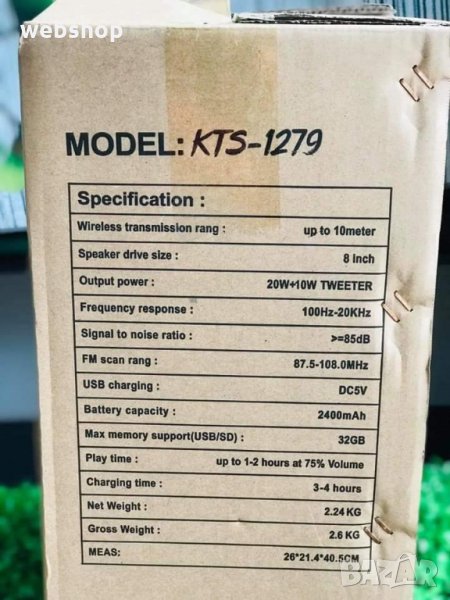 webshop
MODEL: KTS-1279
Specification :
Wireless transmission rang : up to 10meter
Speaker drive size : 8 inch
Output power : 20W+10W TWEETER
Frequency response : 100Hz-20KHz
Signal to noise ratio : >=85dB
FM scan rang : 87.5-108.0MHz
USB charging : DC5V
Battery capacity : 2400mAh
Max memory support(USB/SD) : 32GB
Play time : up to 1-2 hours at 75% Volume
Charging time : 3-4 hours
Net Weight : 2.24 KG
Gross Weight : 2.6 KG
MEAS: 26*21.4*40.5CM
BAZAR